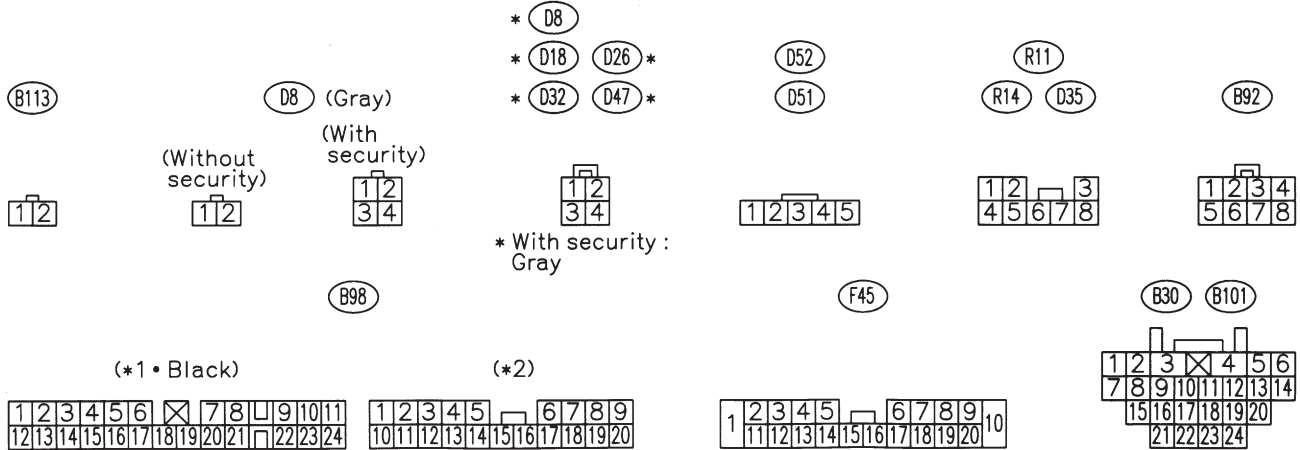 * D8
* D18 D26 *
D52
R11
B113
D8 (Gray)
* D32 D47 *
D51
R14 D35
B92
(Without security)
(With security)
1 2
1 2
1 2
3 4
1 2
3 4
* With security :
Gray
1 2 3 4 5
1 2 3
4 5 6 7 8
1 2 3 4
5 6 7 8
B98
F45
B30 B101
(*1 • Black)
(*2)
1 2 3 4 5 6 7 8 9 10 11
12 13 14 15 16 17 18 19 20 21 22 23 24
1 2 3 4 5 6 7 8 9
10 11 12 13 14 15 16 17 18 19 20
1 2 3 4 5 6 7 8 9 10
11 12 13 14 15 16 17 18 19 20
1 2 3 4 5 6
7 8 9 10 11 12 13 14
15 16 17 18 19 20
21 22 23 24